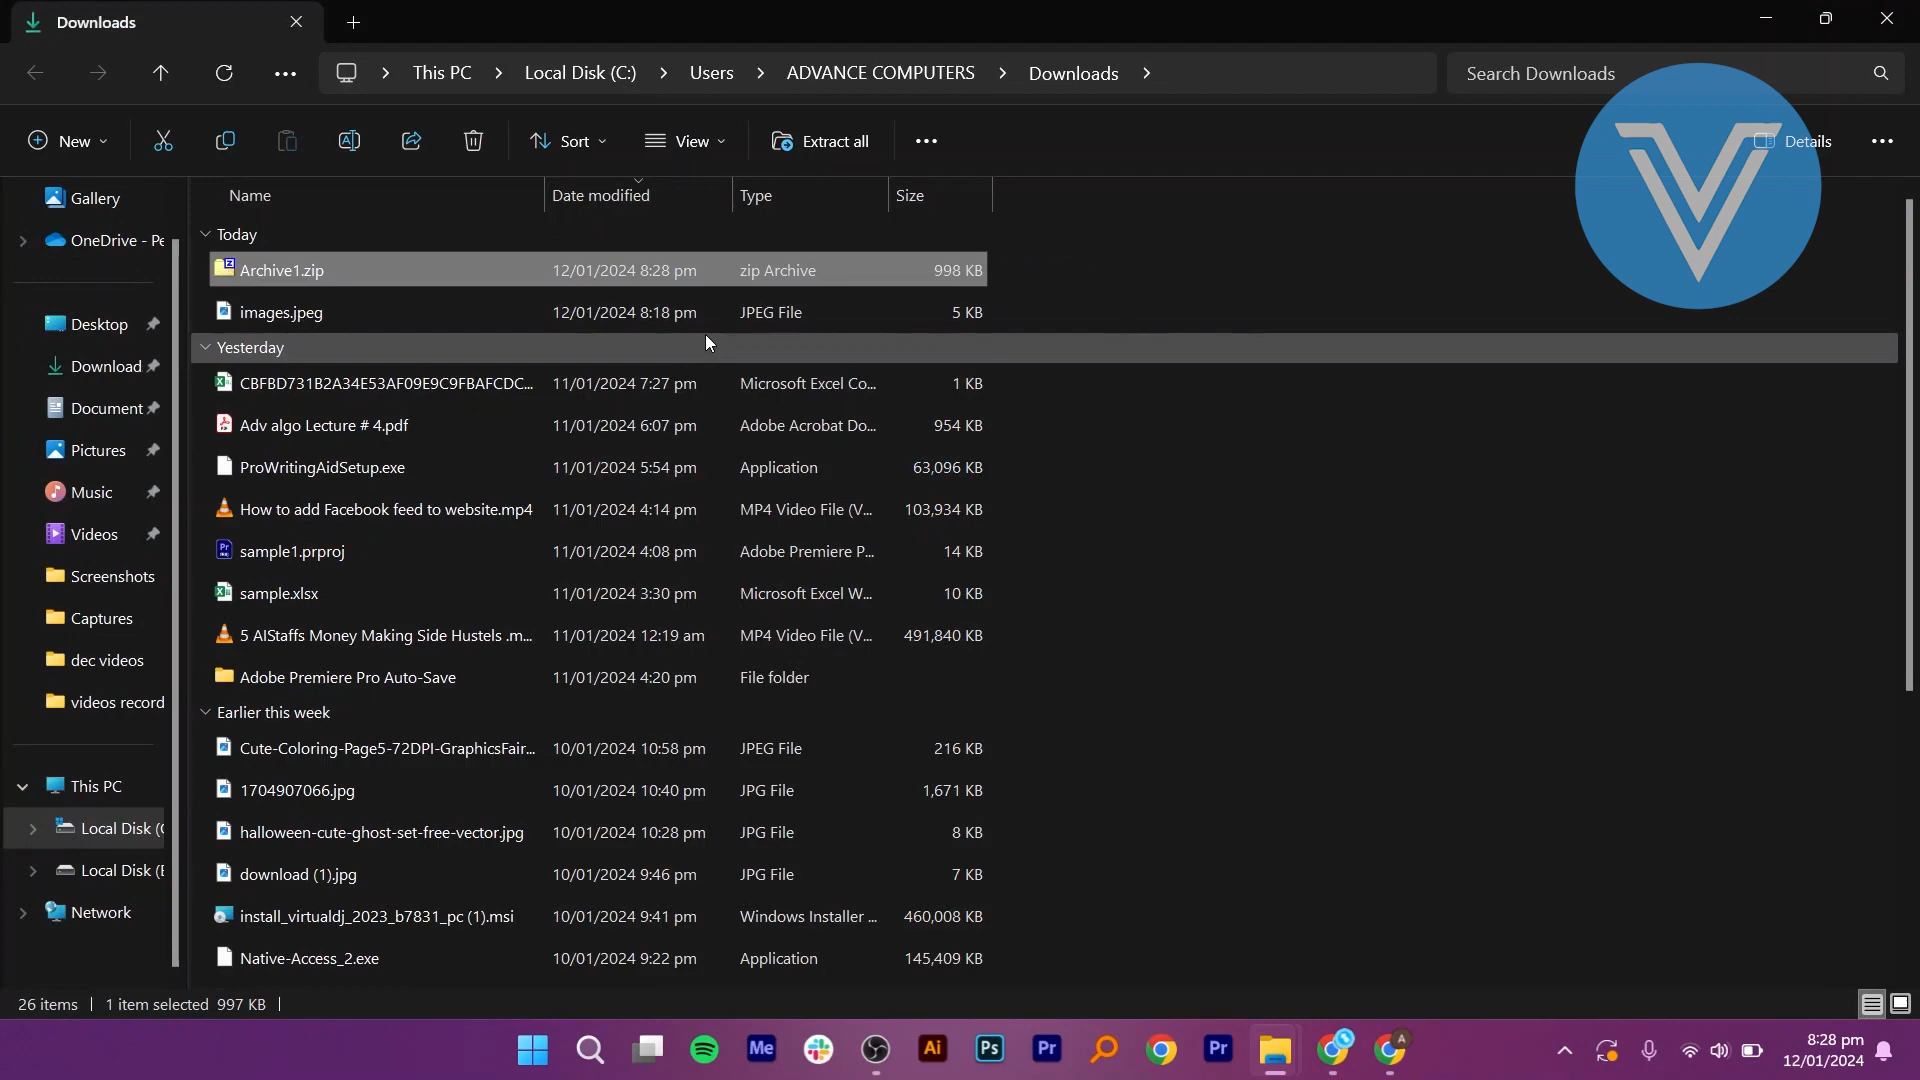 Downloads
This PC Local Disk (C:) Users ADVANCE COMPUTERS Downloads Search Downloads
New Sort View Extract all Details
Gallery
OneDrive - Pe
Desktop
Download
Document
Pictures
Music
Videos
Screenshots
Captures
dec videos
videos record
This PC
Local Disk (
Local Disk (
Network
Name Date modified Type Size
Today
Archive1.zip 12/01/2024 8:28 pm zip Archive 998 KB
images.jpeg 12/01/2024 8:18 pm JPEG File 5 KB
Yesterday
CBFBD731B2A34E53AF09E9C9FBAFCDC... 11/01/2024 7:27 pm Microsoft Excel Co... 1 KB
Adv algo Lecture # 4.pdf 11/01/2024 6:07 pm Adobe Acrobat Do... 954 KB
ProWritingAidSetup.exe 11/01/2024 5:54 pm Application 63,096 KB
How to add Facebook feed to website.mp4 11/01/2024 4:14 pm MP4 Video File (V... 103,934 KB
sample1.prproj 11/01/2024 4:08 pm Adobe Premiere P... 14 KB
sample.xlsx 11/01/2024 3:30 pm Microsoft Excel W... 10 KB
5 AIStaffs Money Making Side Hustels .m... 11/01/2024 12:19 am MP4 Video File (V... 491,840 KB
Adobe Premiere Pro Auto-Save 11/01/2024 4:20 pm File folder
Earlier this week
Cute-Coloring-Page5-72DPI-GraphicsFair... 10/01/2024 10:58 pm JPEG File 216 KB
1704907066.jpg 10/01/2024 10:40 pm JPG File 1,671 KB
halloween-cute-ghost-set-free-vector.jpg 10/01/2024 10:28 pm JPG File 8 KB
download (1).jpg 10/01/2024 9:46 pm JPG File 7 KB
install_virtualdj_2023_b7831_pc (1).msi 10/01/2024 9:41 pm Windows Installer ... 460,008 KB
Native-Access_2.exe 10/01/2024 9:22 pm Application 145,409 KB
26 items 1 item selected 997 KB
Me Ai Ps Pr Pr A
8:28 pm
12/01/2024